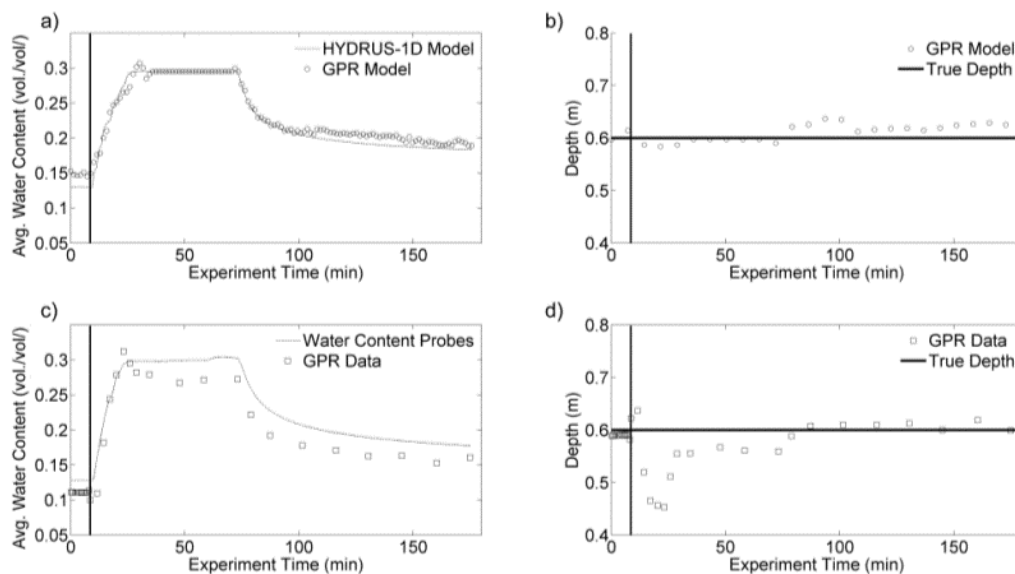 a)
HYDRUS-1D Model
GPR Model
Avg. Water Content (vol./vol/)
0.3
0.25
0.2
0.15
0.1
0.05
0 50 100 150
Experiment Time (min)
b)
GPR Model
True Depth
Depth (m)
0.8
0.7
0.6
0.5
0.4
0 50 100 150
Experiment Time (min)
c)
Water Content Probes
GPR Data
Avg. Water Content (vol./vol/)
0.3
0.25
0.2
0.15
0.1
0.05
0 50 100 150
Experiment Time (min)
d)
GPR Data
True Depth
Depth (m)
0.8
0.7
0.6
0.5
0.4
0 50 100 150
Experiment Time (min)